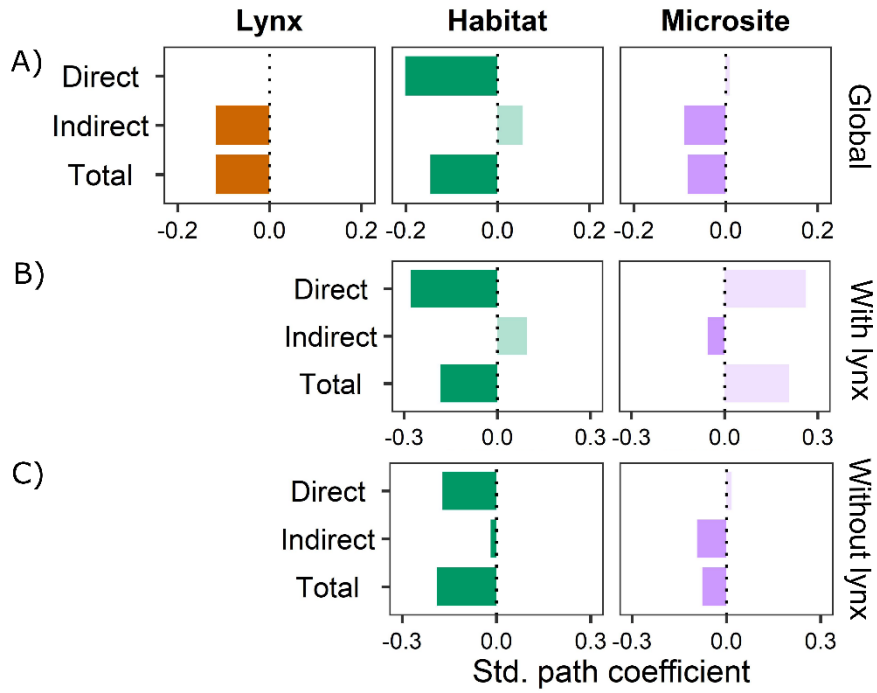 Lynx Habitat Microsite
A)
Direct
Indirect
Total
Global
-0.2 0.0 0.2 -0.2 0.0 0.2 -0.2 0.0 0.2
B)
Direct
Indirect
Total
With lynx
-0.3 0.0 0.3 -0.3 0.0 0.3
C)
Direct
Indirect
Total
Without lynx
-0.3 0.0 0.3 -0.3 0.0 0.3
Std. path coefficient